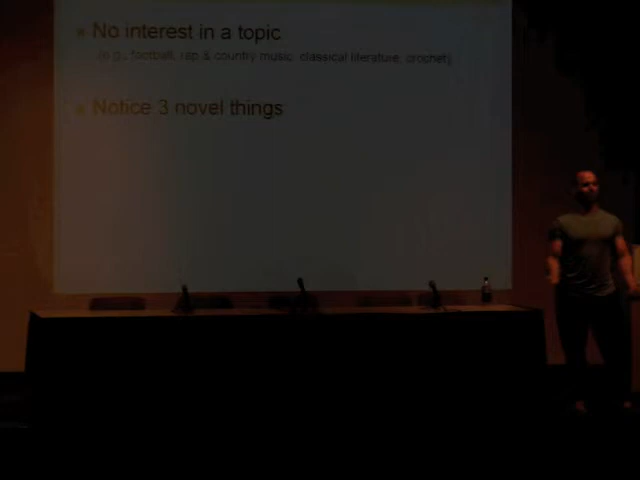 No interest in a topic
(e.g., football, rap & country music, classical literature, crochet)
Notice 3 novel things